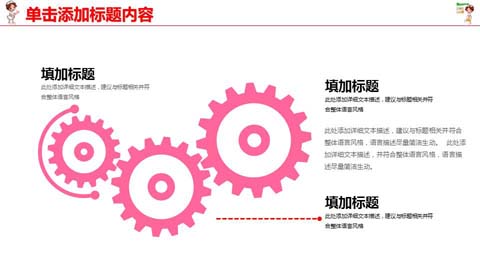 单击添加标题内容
填加标题
此处添加详细文本描述，建议与标题相关并符
合整体语言风格
填加标题
此处添加详细文本描述，建议与标题相关并符
合整体语言风格
此处添加详细文本描述，建议与标题相关并符合
整体语言风格，语言描述尽量简洁生动。 此处添
加详细文本描述，并符合整体语言风格，语言描
述尽量简洁生动。
填加标题
此处添加详细文本描述，建议与标题相关并符
合整体语言风格